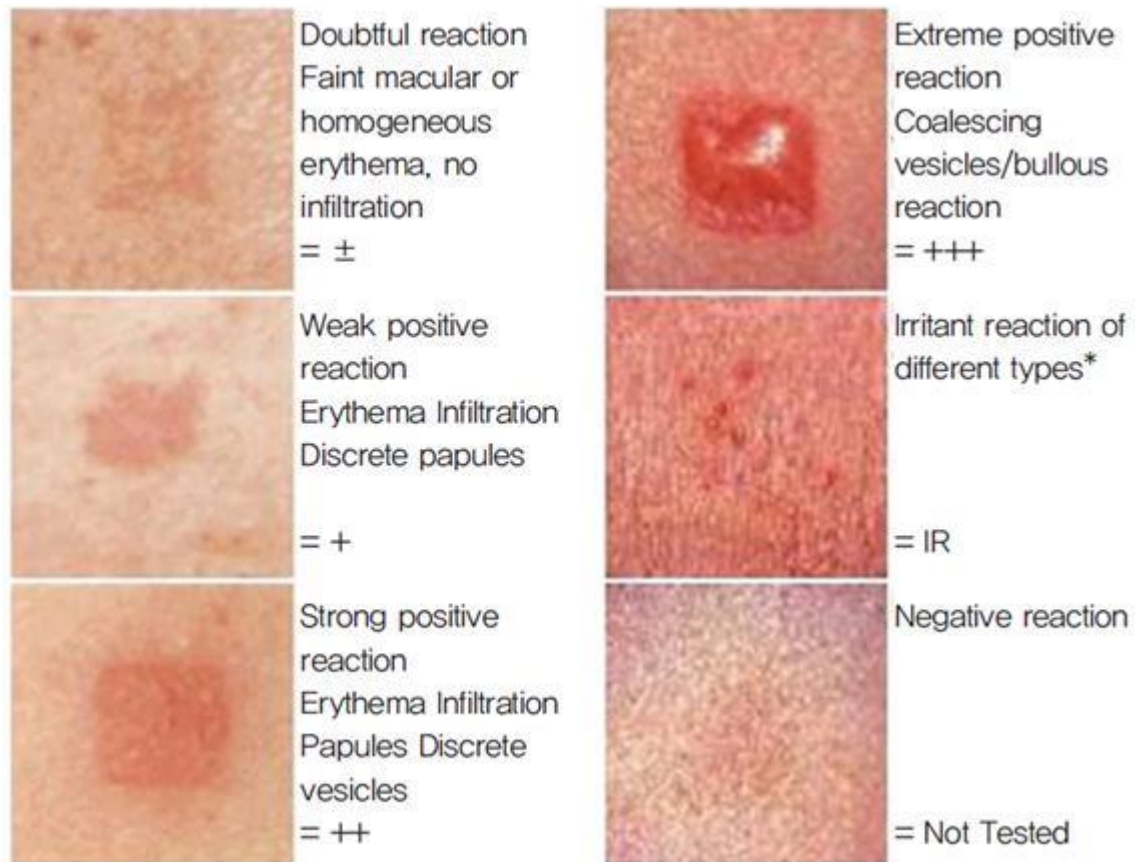 Doubtful reaction
Faint macular or
homogeneous
erythema, no
infiltration
= ±
Weak positive
reaction
Erythema Infiltration
Discrete papules
= +
Strong positive
reaction
Erythema Infiltration
Papules Discrete
vesicles
= ++
Extreme positive
reaction
Coalescing
vesicles/bullous
reaction
= +++
Irritant reaction of
different types*
= IR
Negative reaction
= Not Tested